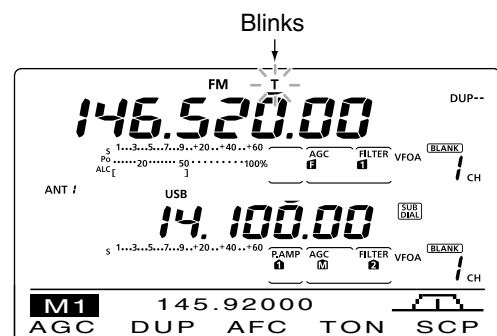 Blinks
FM T
146.520.00 DUP--
S 1...3...5...7...9..+20..+40..+60
Po ......20....... 50 ..........100% AGC FILTER VFOA BLANK
ALC [ ] F 1 1 CH
ANT 1
USB
14. 100.00 SUB DIAL
S 1...3...5...7...9..+20..+40..+60 P.AMP AGC FILTER VFOA BLANK
1 M 2 1 CH
M1 145.92000
AGC DUP AFC TON SCP